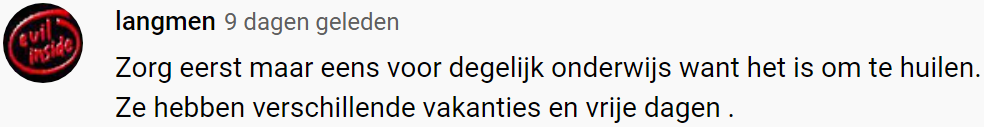 evil
inside
langmen 9 dagen geleden
Zorg eerst maar eens voor degelijk onderwijs want het is om te huilen.
Ze hebben verschillende vakanties en vrije dagen .